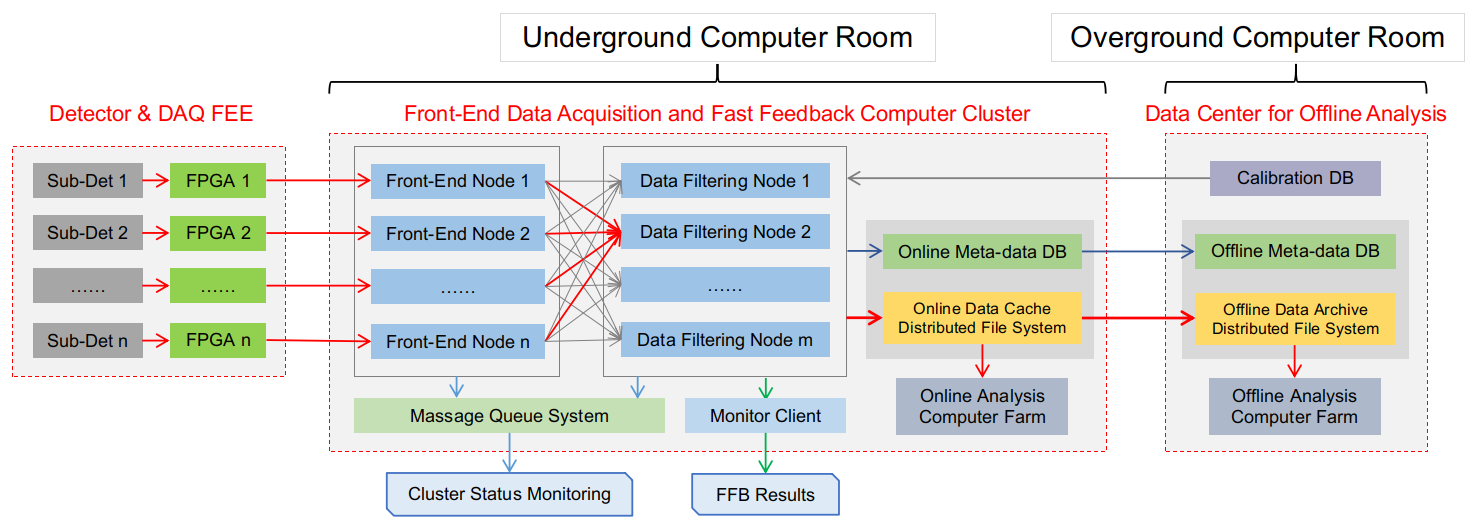 Underground Computer Room
Overground Computer Room
Detector & DAQ FEE
Front-End Data Acquisition and Fast Feedback Computer Cluster
Data Center for Offline Analysis
Sub-Det 1
FPGA 1
Front-End Node 1
Data Filtering Node 1
Calibration DB
Sub-Det 2
FPGA 2
Front-End Node 2
Data Filtering Node 2
Online Meta-data DB
Offline Meta-data DB
......
......
......
......
Online Data Cache
Distributed File System
Offline Data Archive
Distributed File System
Sub-Det n
FPGA n
Front-End Node n
Data Filtering Node m
Massage Queue System
Monitor Client
Online Analysis
Computer Farm
Offline Analysis
Computer Farm
Cluster Status Monitoring
FFB Results